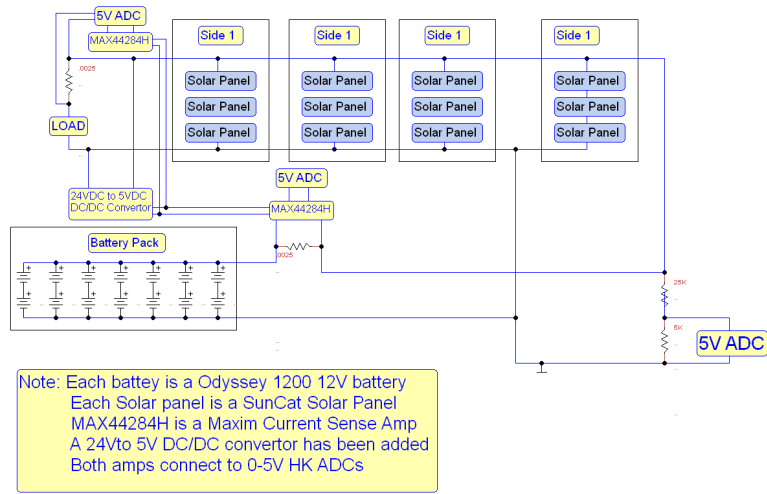 5V ADC
MAX44284H
Side 1
Side 1
Side 1
Side 1
.0025
Solar Panel
Solar Panel
Solar Panel
Solar Panel
Solar Panel
Solar Panel
Solar Panel
Solar Panel
Solar Panel
Solar Panel
Solar Panel
Solar Panel
LOAD
5V ADC
24VDC to 5VDC
DC/DC Convertor
MAX44284H
Battery Pack
.0025
25K
5K
5V ADC
Note: Each battey is a Odyssey 1200 12V battery
Each Solar panel is a SunCat Solar Panel
MAX44284H is a Maxim Current Sense Amp
A 24Vto 5V DC/DC convertor has been added
Both amps connect to 0-5V HK ADCs